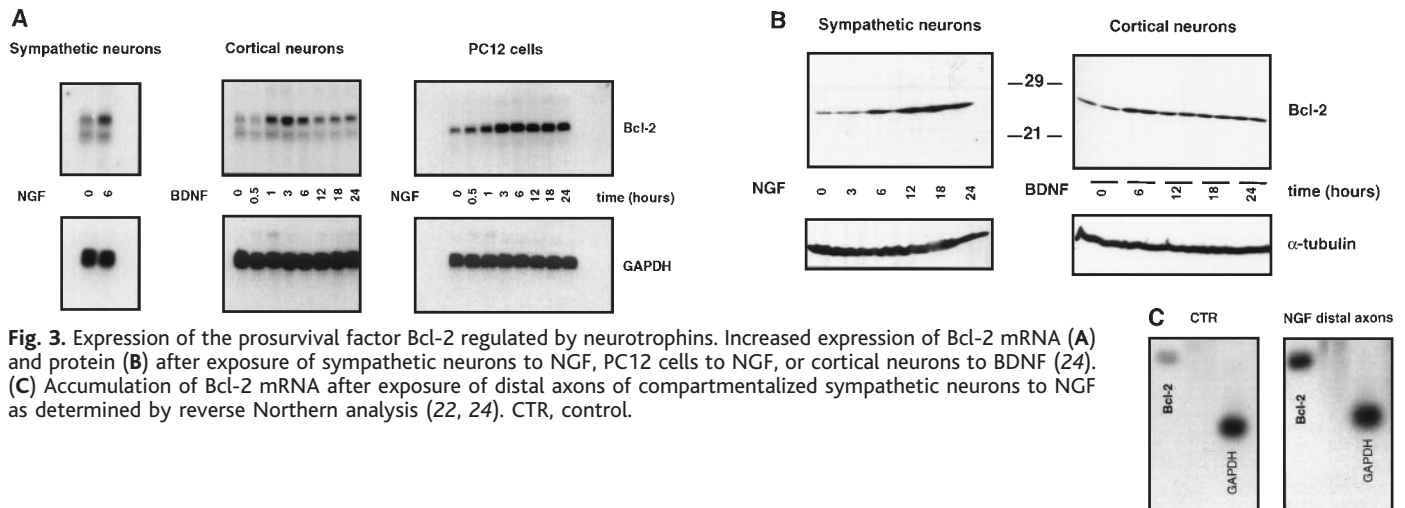 A
Sympathetic neurons
Cortical neurons
PC12 cells
Bcl-2
NGF
0 6
BDNF
0 0.5 1 3 6 12 18 24
NGF
0 0.5 1 3 6 12 18 24
time (hours)
GAPDH
B
Sympathetic neurons
Cortical neurons
—29—
Bcl-2
—21—
NGF
0 3 6 12 18 24
BDNF
0 6 12 18 24
time (hours)
α-tubulin
Fig. 3. Expression of the prosurvival factor Bcl-2 regulated by neurotrophins. Increased expression of Bcl-2 mRNA (A)
and protein (B) after exposure of sympathetic neurons to NGF, PC12 cells to NGF, or cortical neurons to BDNF (24).
(C) Accumulation of Bcl-2 mRNA after exposure of distal axons of compartmentalized sympathetic neurons to NGF
as determined by reverse Northern analysis (22, 24). CTR, control.
C
CTR
NGF distal axons
Bcl-2
GAPDH
Bcl-2
GAPDH